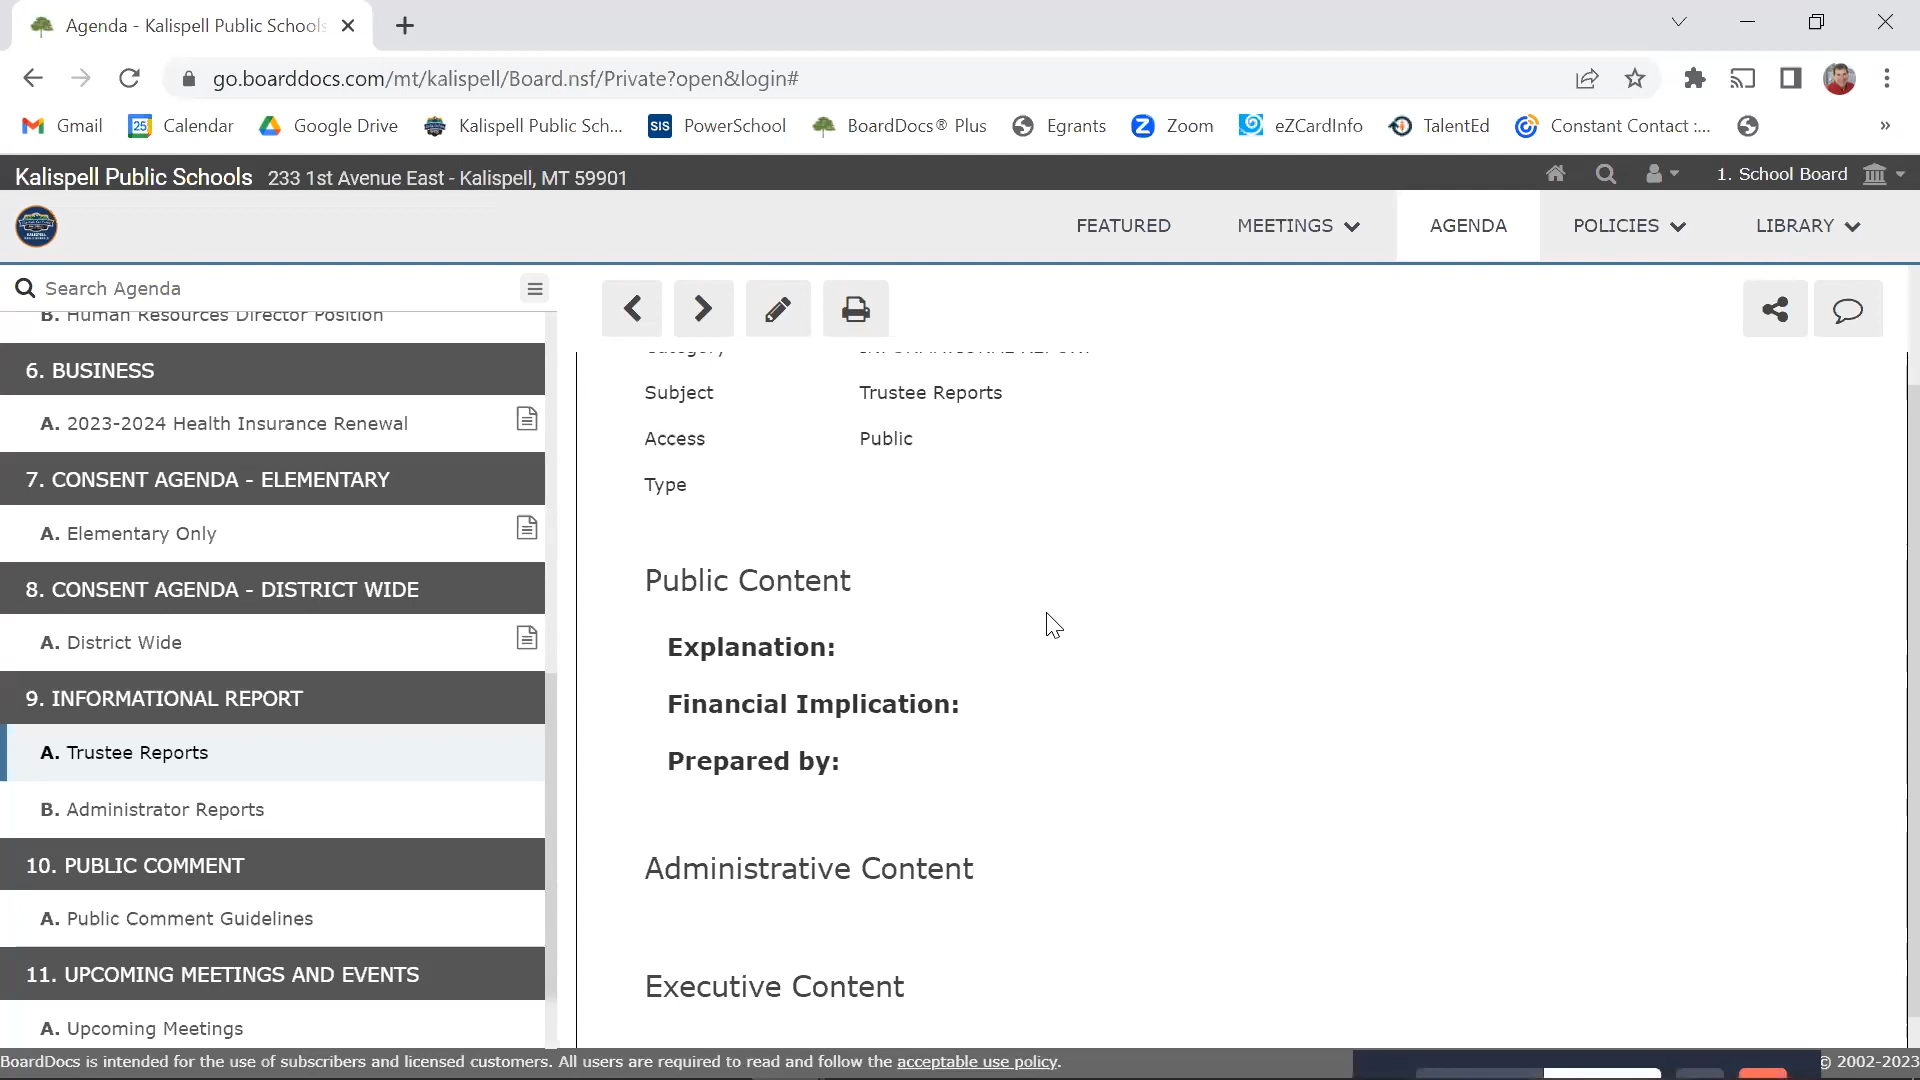 Agenda - Kalispell Public Schools
go.boarddocs.com/mt/kalispell/Board.nsf/Private?open&login#
Gmail
25
Calendar
Google Drive
Kalispell Public Sch...
SIS
PowerSchool
BoardDocs® Plus
Egrants
Zoom
eZCardInfo
TalentEd
Constant Contact :...
»
Kalispell Public Schools 233 1st Avenue East - Kalispell, MT 59901
1. School Board
FEATURED
MEETINGS
AGENDA
POLICIES
LIBRARY
Search Agenda
B. Human Resources Director Position
6. BUSINESS
A. 2023-2024 Health Insurance Renewal
7. CONSENT AGENDA - ELEMENTARY
A. Elementary Only
8. CONSENT AGENDA - DISTRICT WIDE
A. District Wide
9. INFORMATIONAL REPORT
A. Trustee Reports
B. Administrator Reports
10. PUBLIC COMMENT
A. Public Comment Guidelines
11. UPCOMING MEETINGS AND EVENTS
A. Upcoming Meetings
Subject Trustee Reports
Access Public
Type
Public Content
Explanation:
Financial Implication:
Prepared by:
Administrative Content
Executive Content
BoardDocs is intended for the use of subscribers and licensed customers. All users are required to read and follow the acceptable use policy.
© 2002-2023